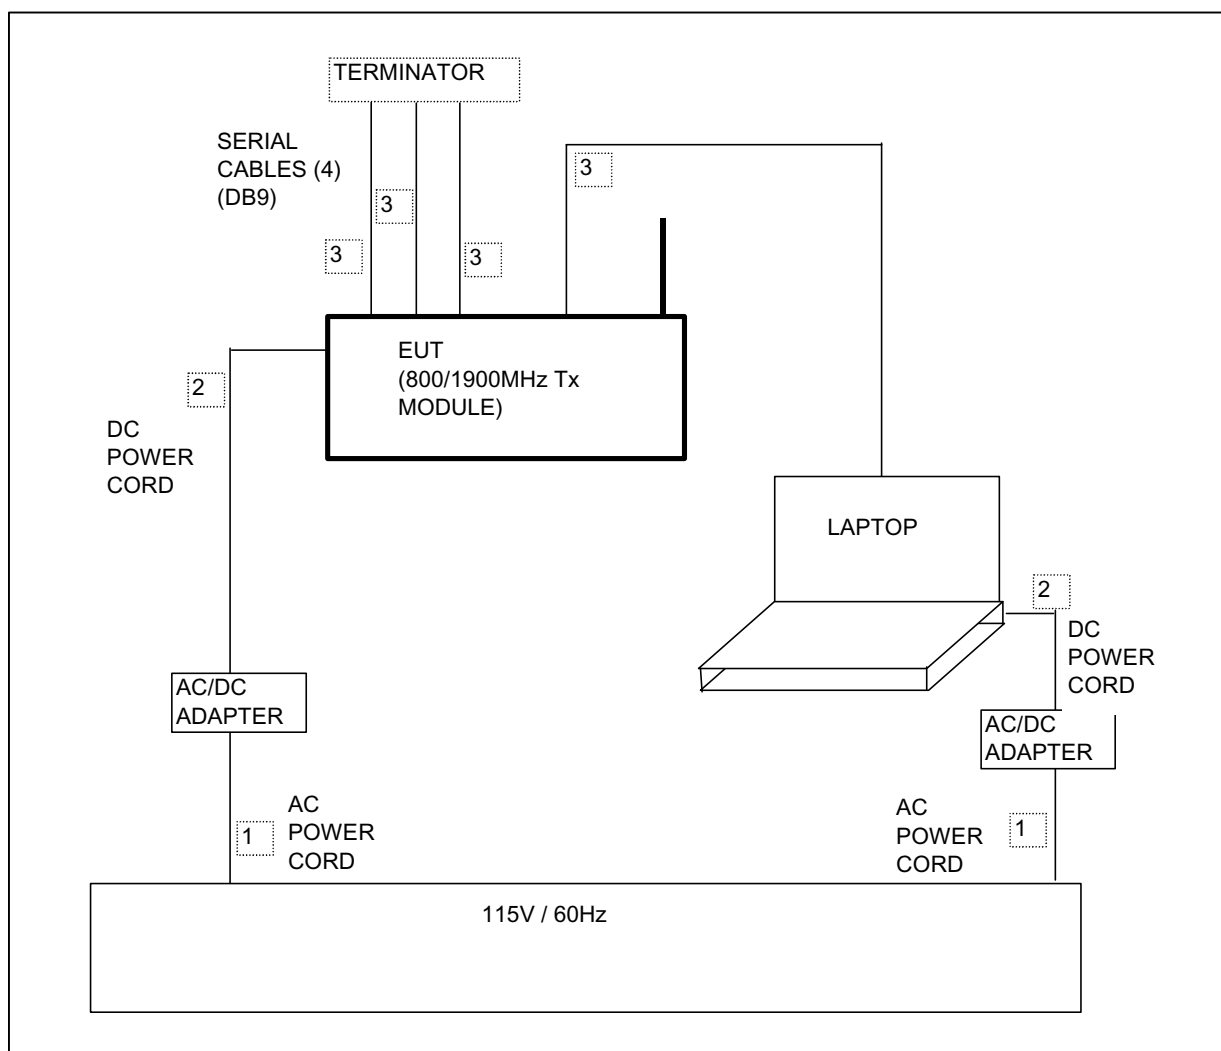 TERMINATOR
SERIAL
CABLES (4)
(DB9)
3
3
3
3
EUT
(800/1900MHz Tx
MODULE)
2
DC
POWER
CORD
LAPTOP
2
DC
POWER
CORD
AC/DC
ADAPTER
AC/DC
ADAPTER
1
AC
POWER
CORD
AC
POWER
CORD
1
115V / 60Hz